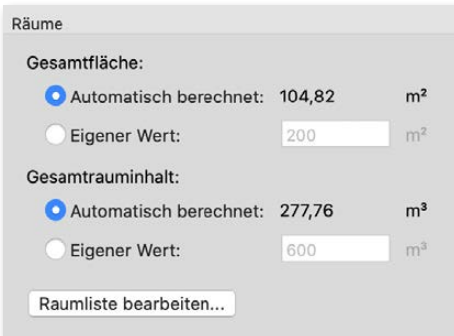 Räume
Gesamtfläche:
Automatisch berechnet: 104,82 m²
Eigener Wert: 200 m²
Gesamtrauminhalt:
Automatisch berechnet: 277,76 m³
Eigener Wert: 600 m³
Raumliste bearbeiten...